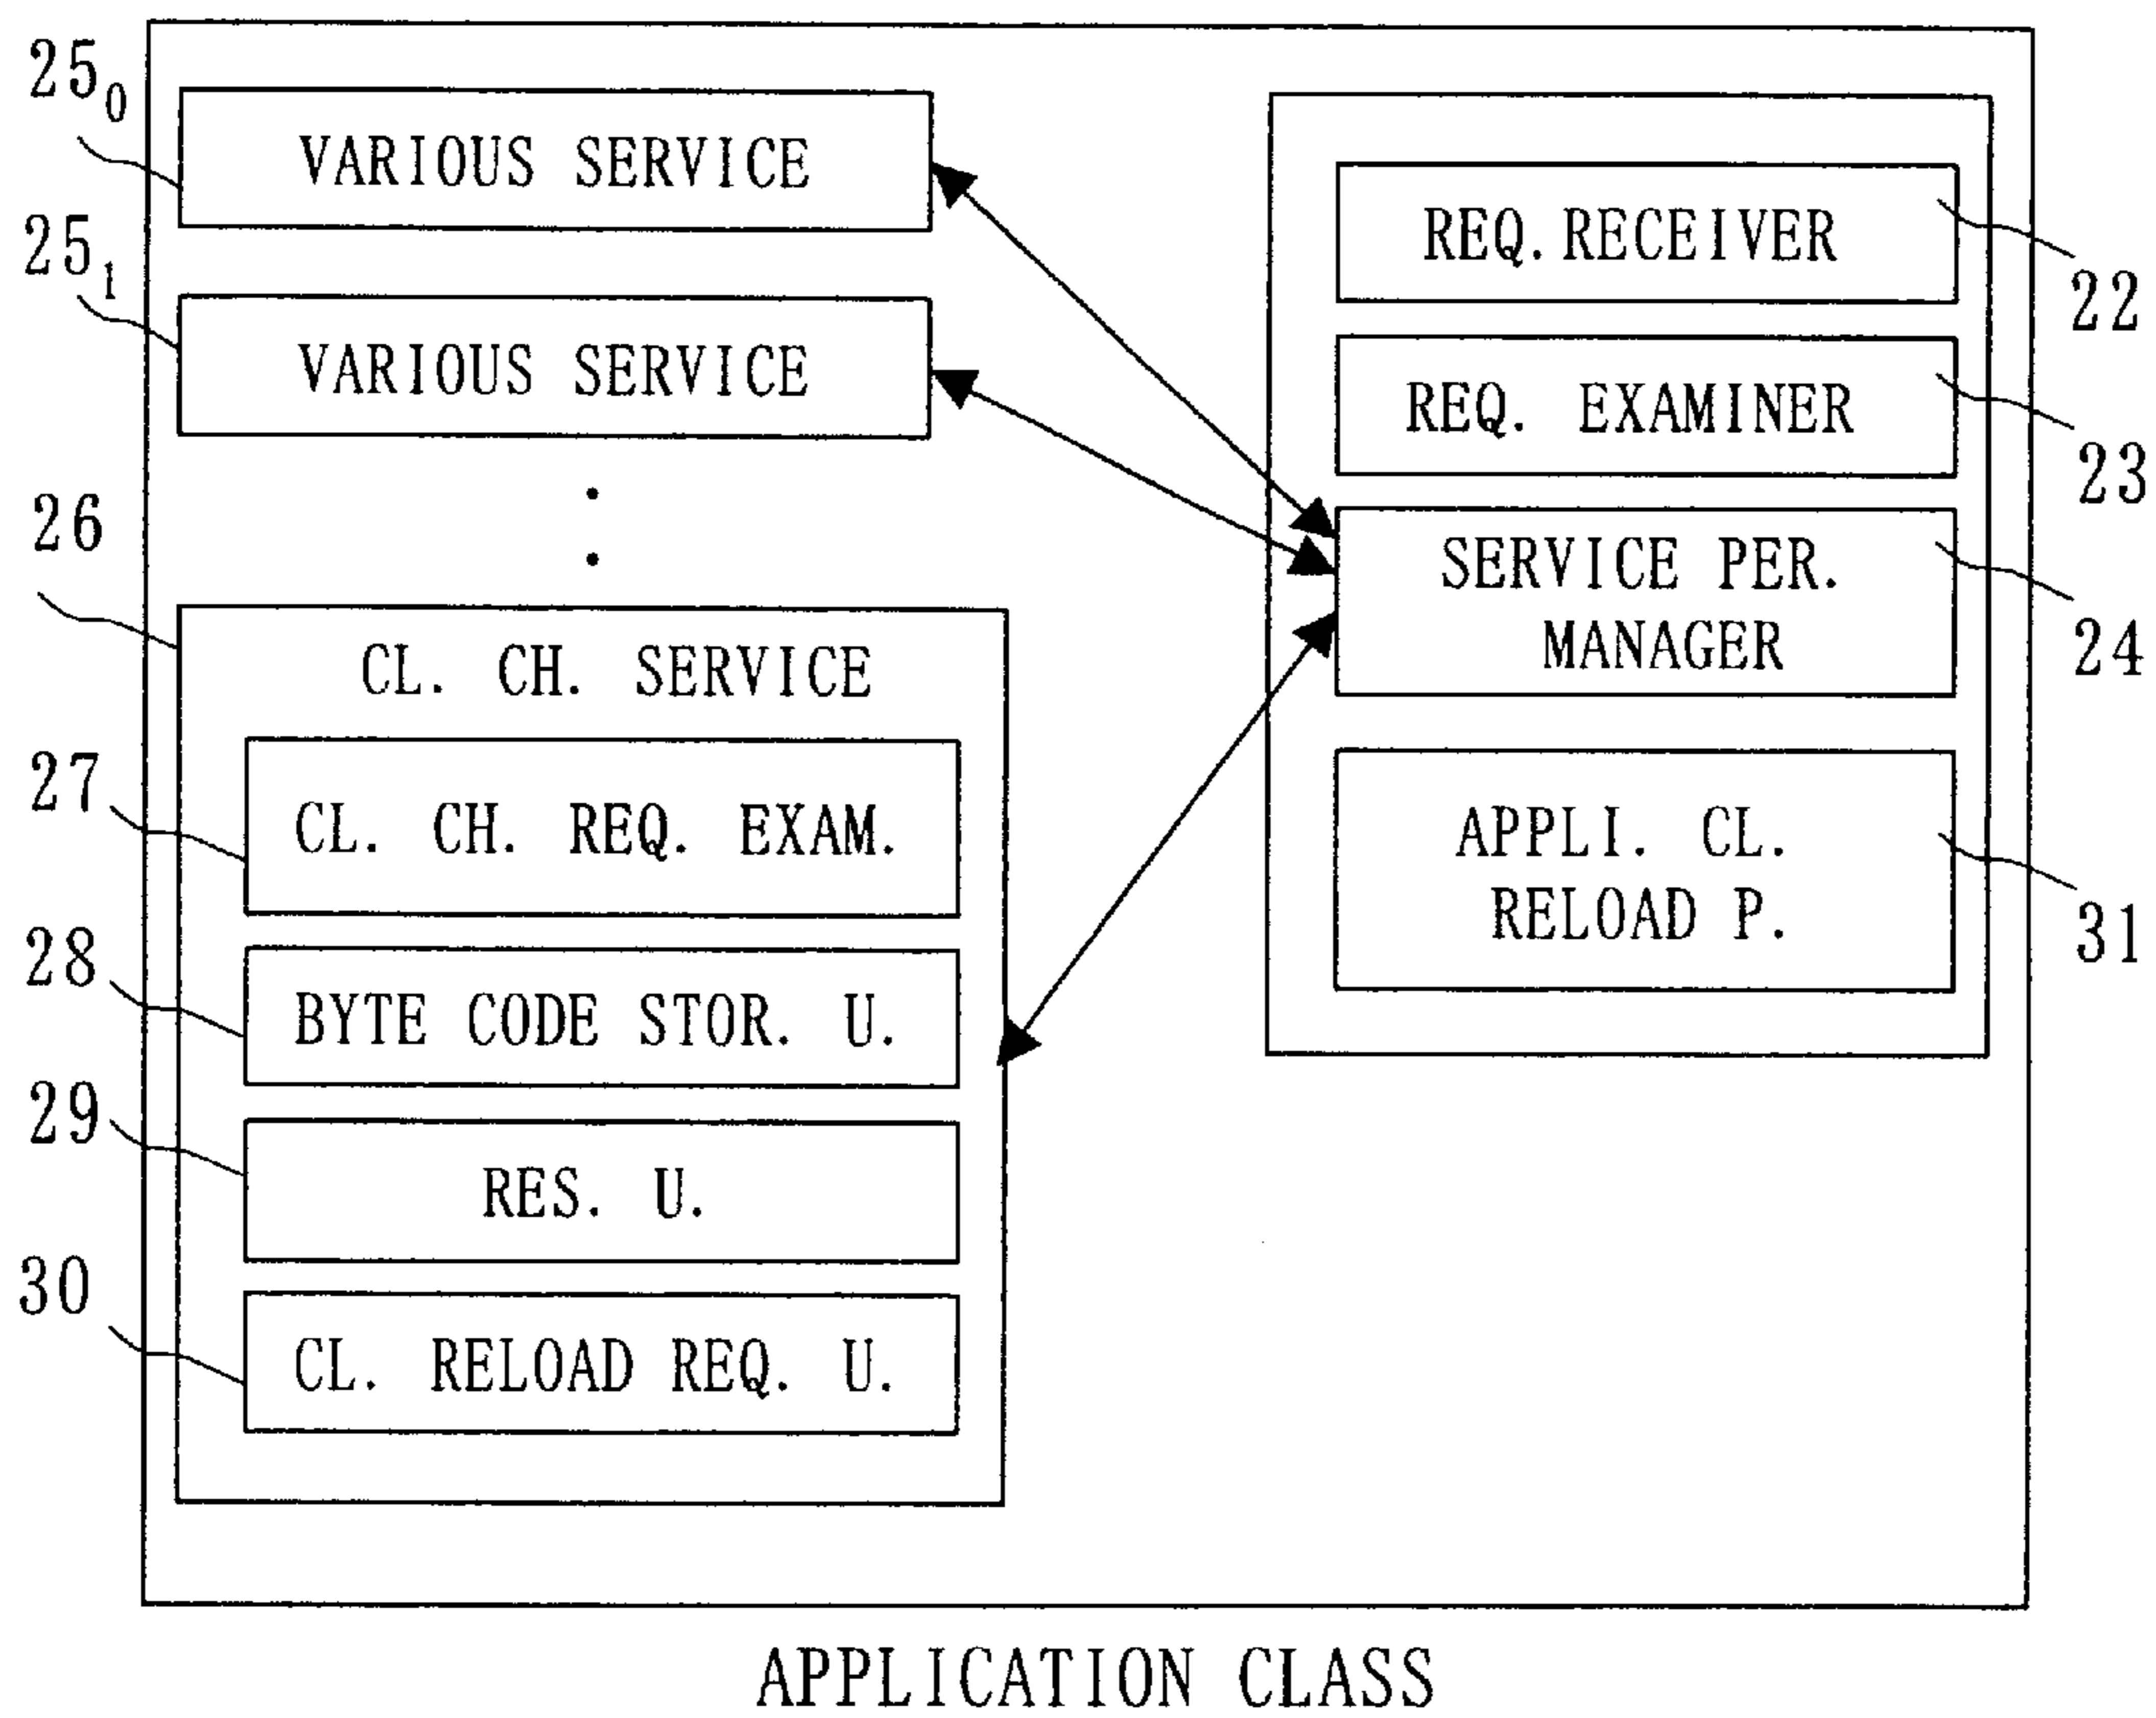 25₀
VARIOUS SERVICE
25₁
VARIOUS SERVICE
26
CL. CH. SERVICE
27
CL. CH. REQ. EXAM.
28
BYTE CODE STOR. U.
29
RES. U.
30
CL. RELOAD REQ. U.
REQ. RECEIVER
22
REQ. EXAMINER
23
SERVICE PER.
MANAGER
24
APPLI. CL.
RELOAD P.
31
APPLICATION CLASS